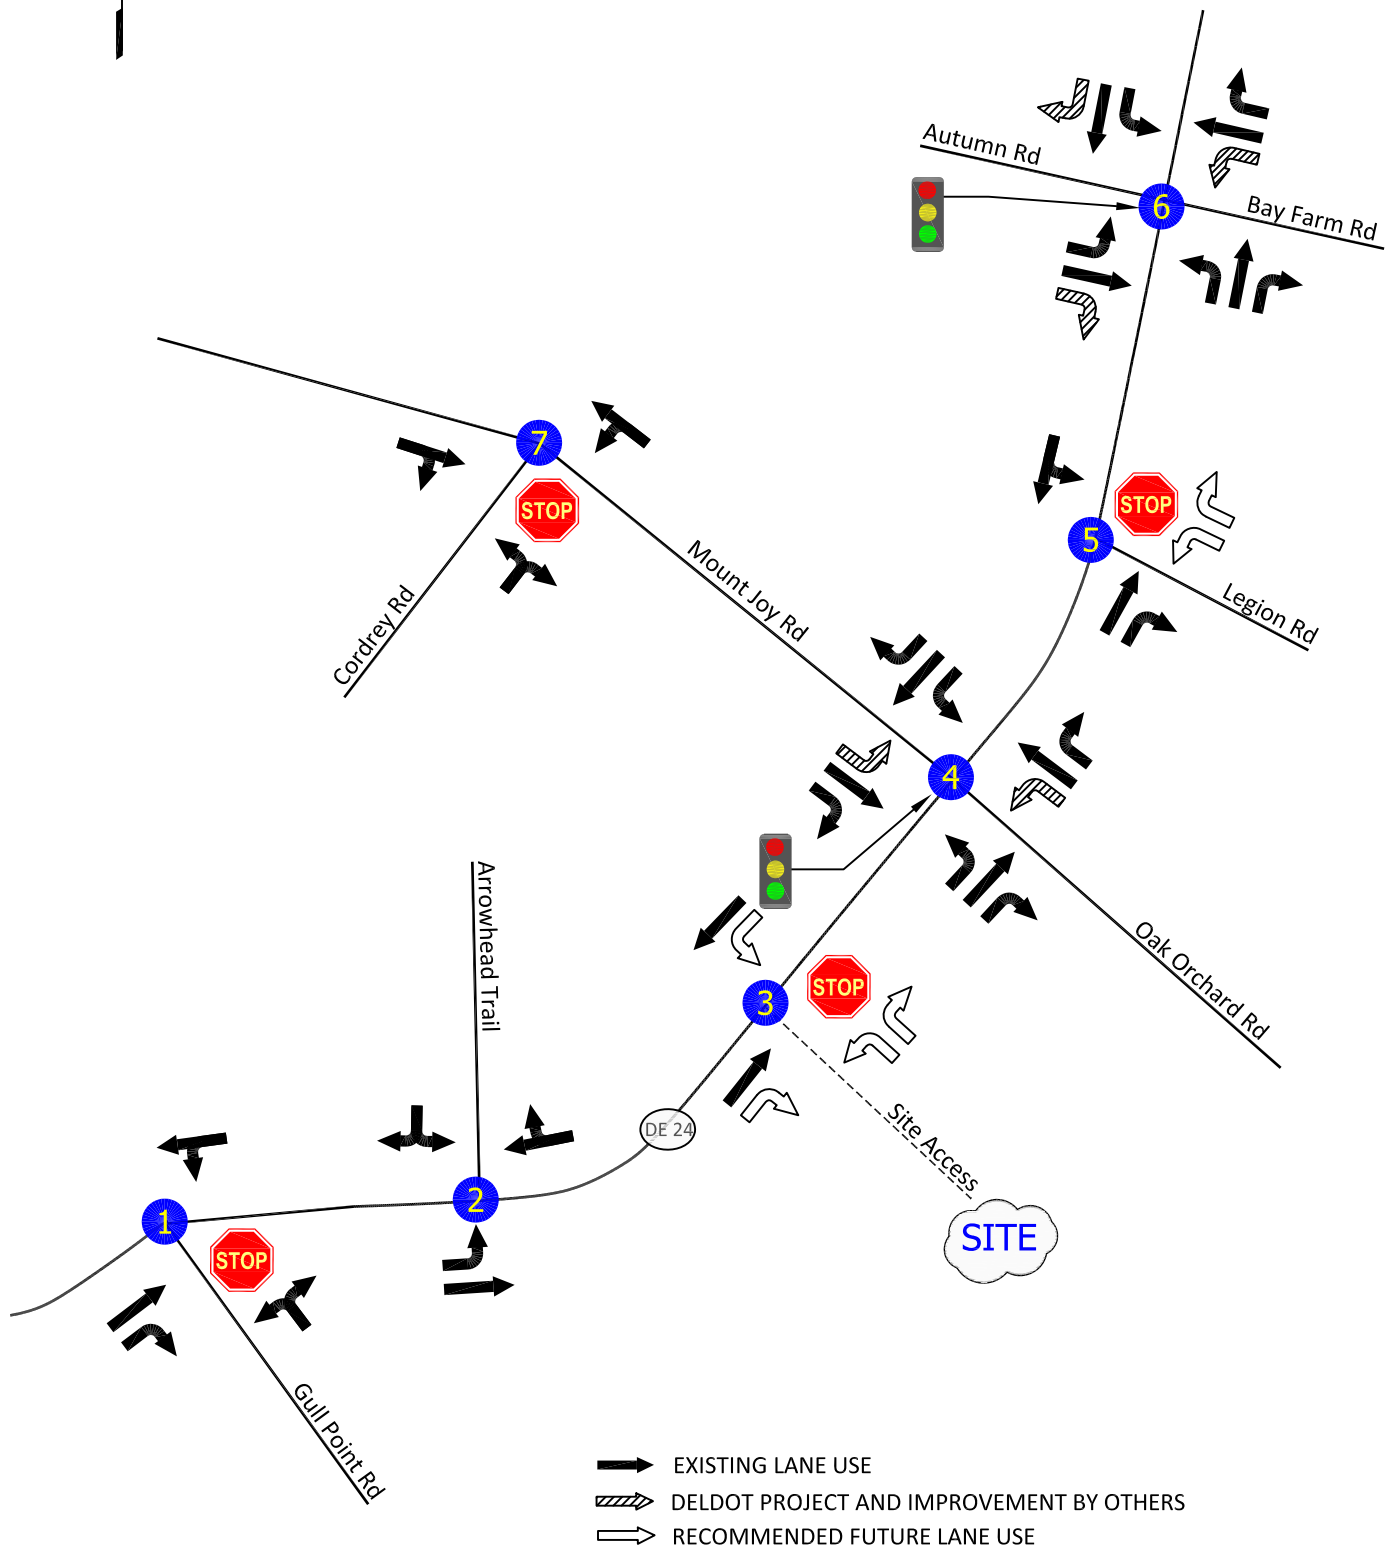 Autumn Rd
6
Bay Farm Rd
7
STOP
STOP
5
Legion Rd
Mount Joy Rd
Cordrey Rd
4
Oak Orchard Rd
Arrowhead Trail
3
STOP
DE 24
Site Access
SITE
2
1
STOP
Gull Point Rd
EXISTING LANE USE
DELDOT PROJECT AND IMPROVEMENT BY OTHERS
RECOMMENDED FUTURE LANE USE